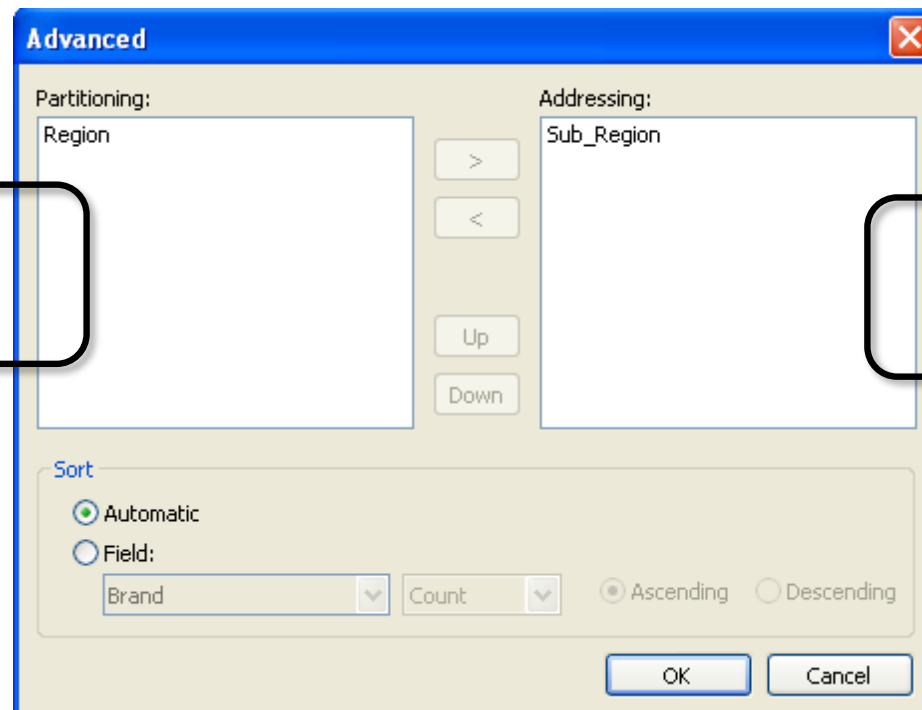 Advanced
Partitioning:
Addressing:
Region
Sub_Region
>
<
Up
Down
Sort
Automatic
Field:
Brand
Count
Ascending
Descending
OK
Cancel